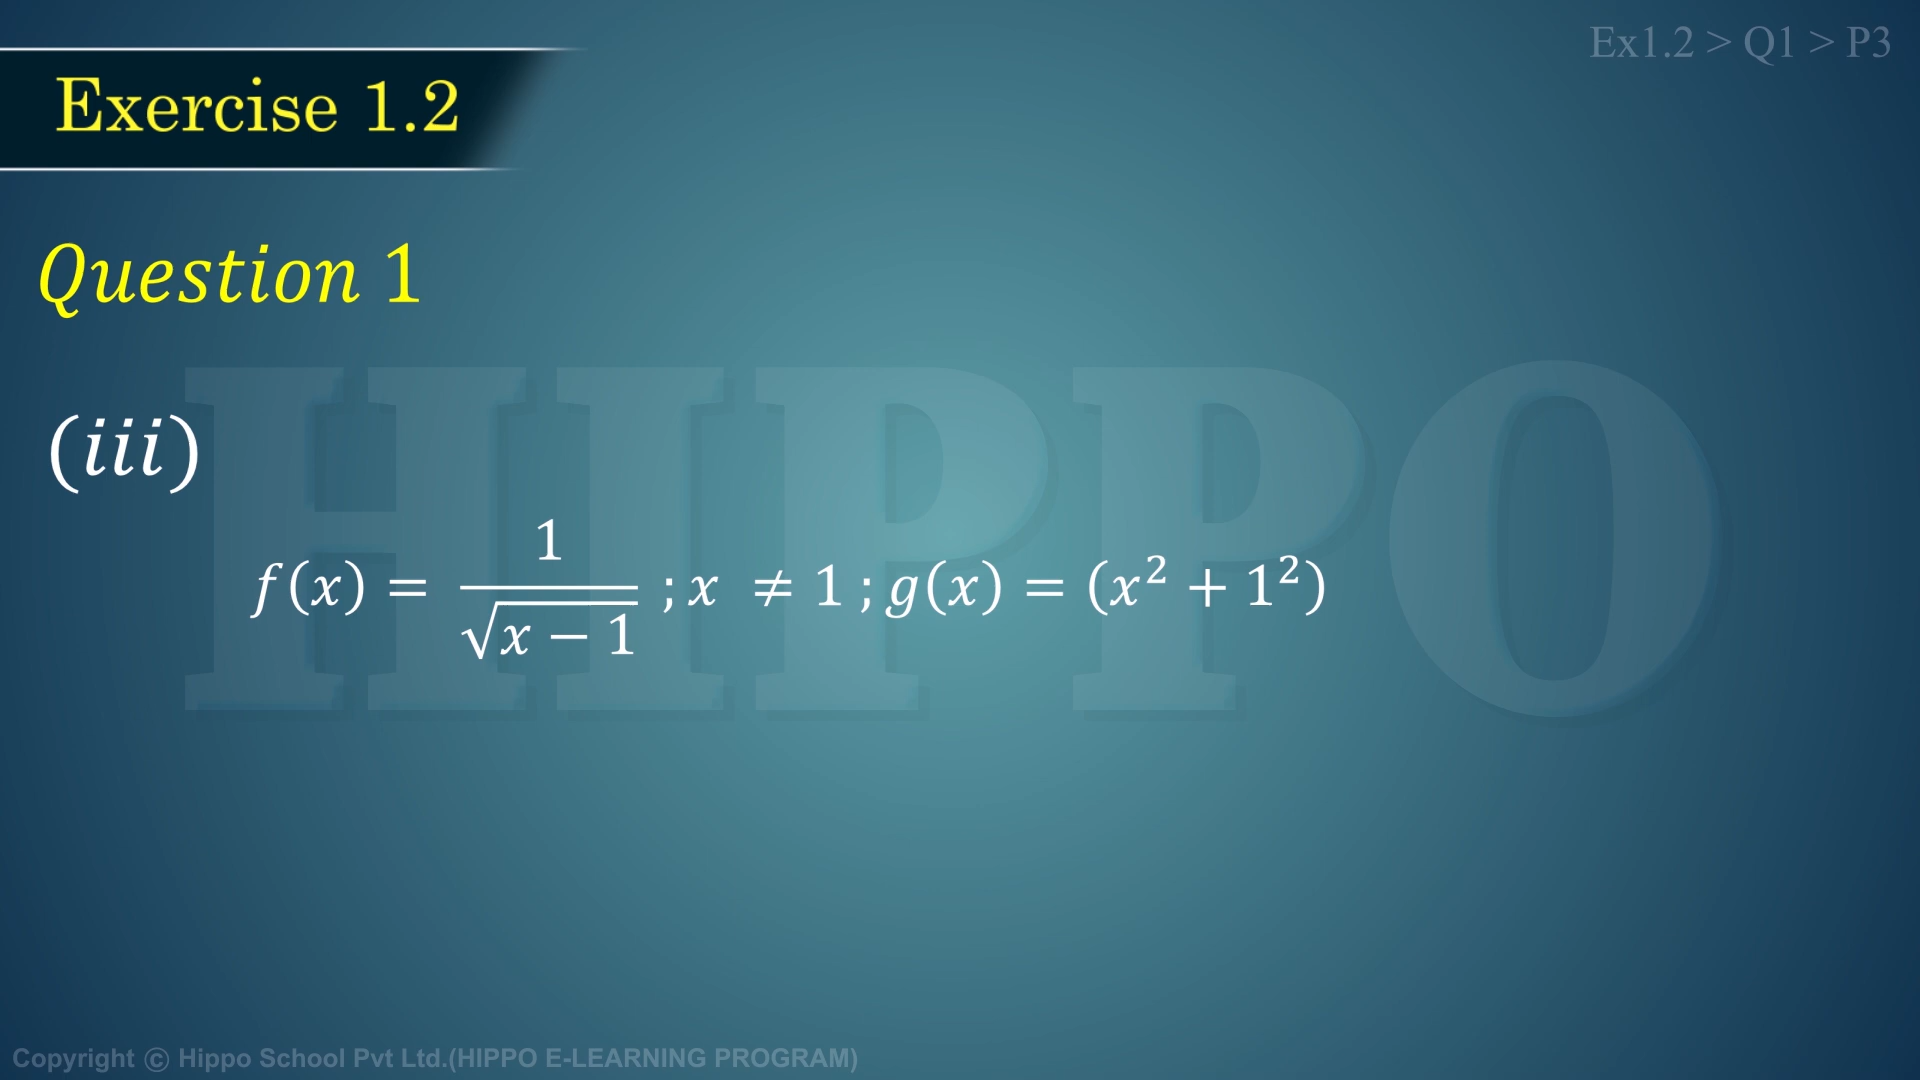 Ex1.2 > Q1 > P3
Exercise 1.2
Question 1
(iii)
f(x) = 1/√(x − 1) ; x ≠ 1 ; g(x) = (x² + 1²)
HIPPO
Copyright © Hippo School Pvt Ltd.(HIPPO E-LEARNING PROGRAM)